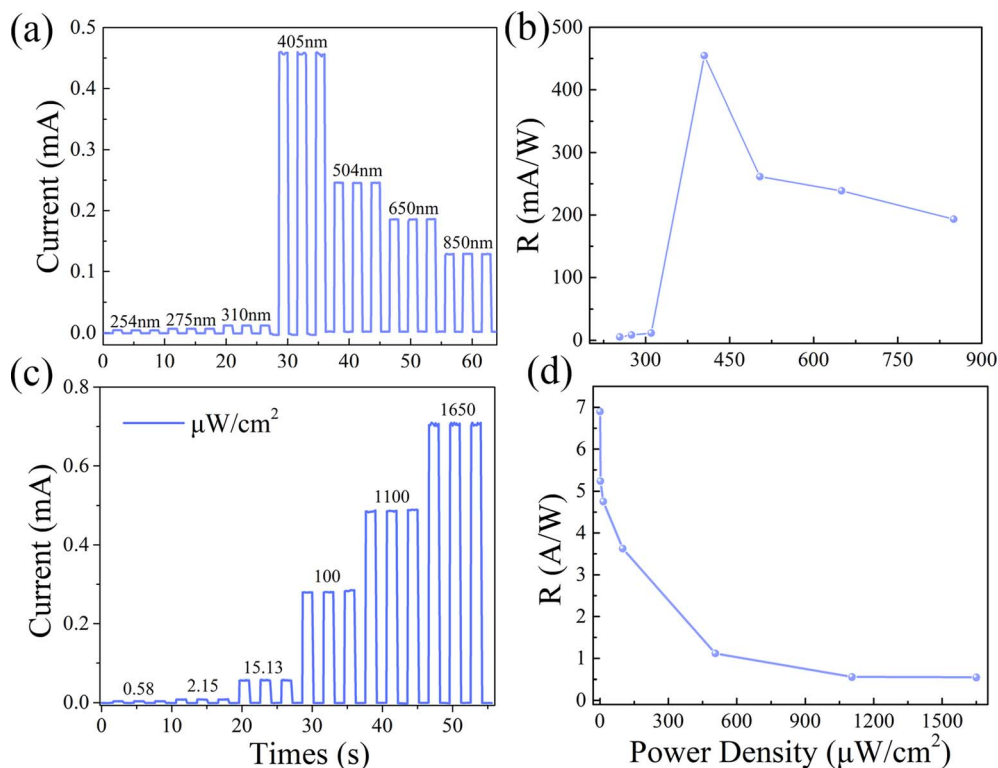 (a)
0.5
0.4
0.3
0.2
0.1
0.0
Current (mA)
254nm
275nm
310nm
405nm
504nm
650nm
850nm
0 10 20 30 40 50 60
(b)
500
450
300
200
100
0
R (mA/W)
300 450 600 750 900
(c)
0.8
0.6
0.4
0.2
0.0
Current (mA)
μW/cm²
0.58
2.15
15.13
100
1100
1650
0 10 20 30 40 50
Times (s)
(d)
7
6
5
4
3
2
1
0
R (A/W)
0 300 600 900 1200 1500
Power Density (μW/cm²)